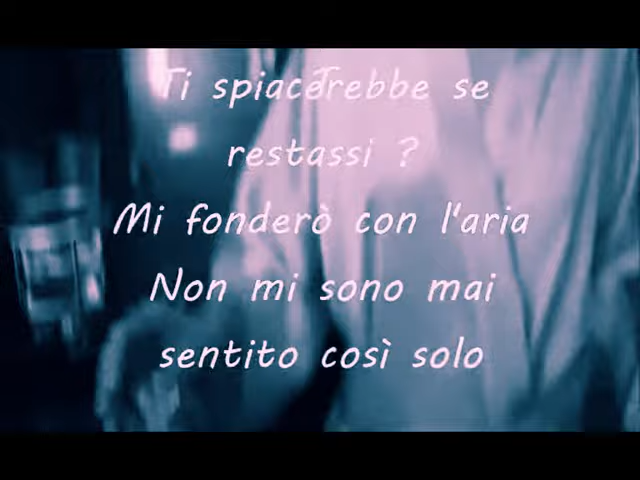 Ti spiacerebbe se
restassi ?
Mi fonderò con l'aria
Non mi sono mai
sentito così solo